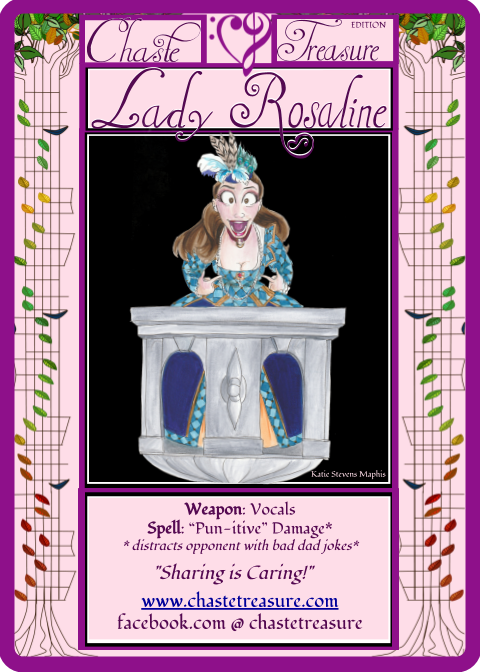 EDITION
Chaste Treasure
Lady Rosaline
Katie Stevens Maphis
Weapon: Vocals
Spell: “Pun-itive” Damage*
* distracts opponent with bad dad jokes*
"Sharing is Caring!"
www.chastetreasure.com
facebook.com @ chastetreasure